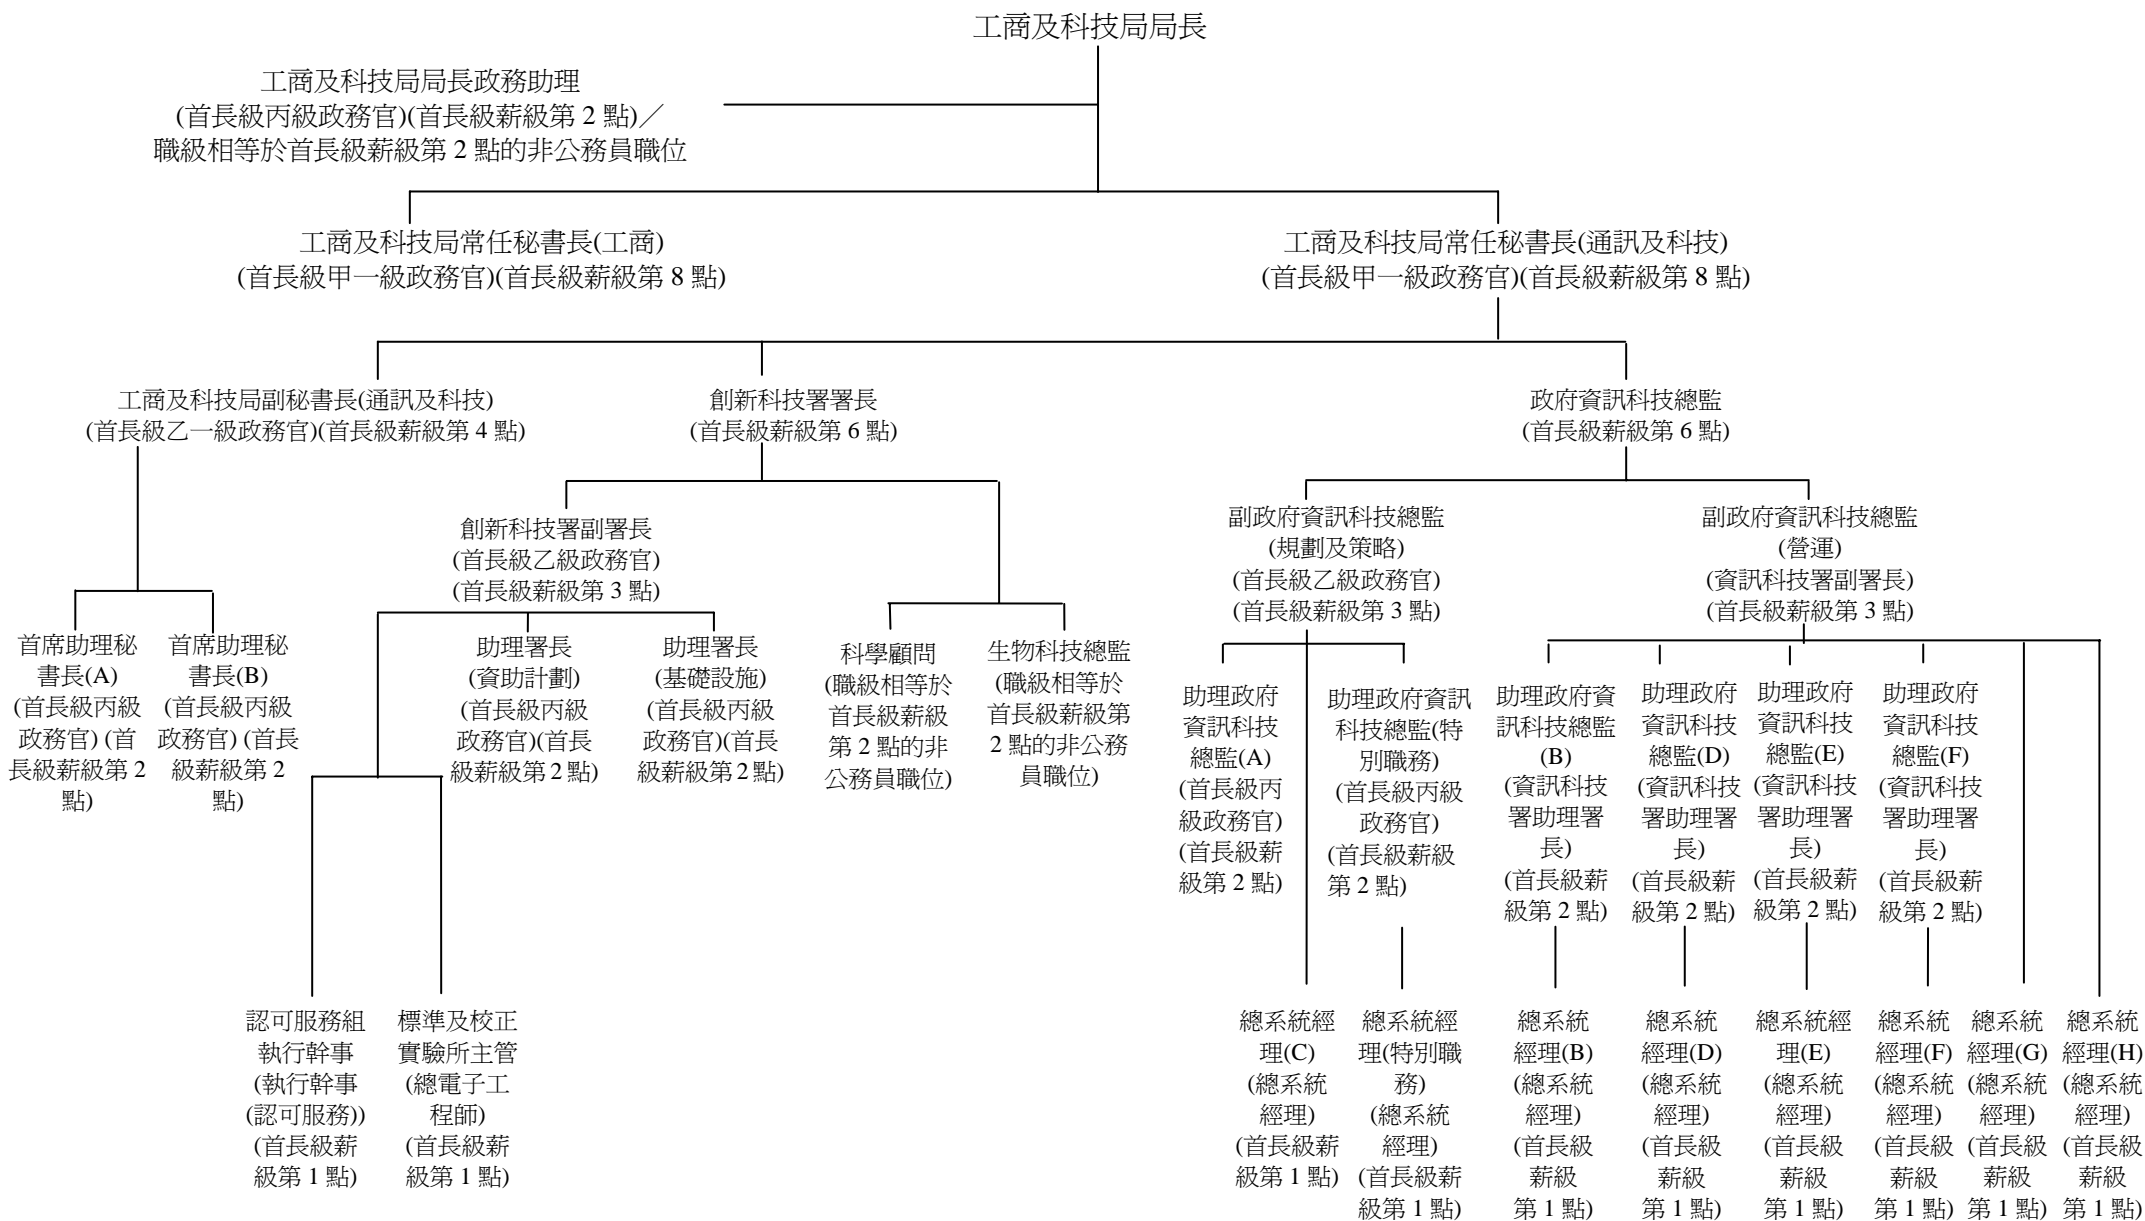 工商及科技局局長
工商及科技局局長政務助理
(首長級丙級政務官)(首長級薪級第 2 點)／
職級相等於首長級薪級第 2 點的非公務員職位
工商及科技局常任秘書長(工商)
(首長級甲一級政務官)(首長級薪級第 8 點)
工商及科技局常任秘書長(通訊及科技)
(首長級甲一級政務官)(首長級薪級第 8 點)
工商及科技局副秘書長(通訊及科技)
(首長級乙一級政務官)(首長級薪級第 4 點)
創新科技署署長
(首長級薪級第 6 點)
政府資訊科技總監
(首長級薪級第 6 點)
創新科技署副署長
(首長級乙級政務官)
(首長級薪級第 3 點)
副政府資訊科技總監
(規劃及策略)
(首長級乙級政務官)
(首長級薪級第 3 點)
副政府資訊科技總監
(營運)
(資訊科技署副署長)
(首長級薪級第 3 點)
首席助理秘
書長(A)
(首長級丙級
政務官) (首
長級薪級第 2
點)
首席助理秘
書長(B)
(首長級丙級
政務官) (首長
級薪級第 2
點)
助理署長
(資助計劃)
(首長級丙級
政務官)(首長
級薪級第 2 點)
助理署長
(基礎設施)
(首長級丙級
政務官)(首長
級薪級第 2 點)
科學顧問
(職級相等於
首長級薪級
第 2 點的非
公務員職位)
生物科技總監
(職級相等於
首長級薪級第
2 點的非公務
員職位)
助理政府
資訊科技
總監(A)
(首長級丙
級政務官)
(首長級薪
級第 2 點)
助理政府資訊
科技總監(特
別職務)
(首長級丙級
政務官)
(首長級薪級
第 2 點)
助理政府資
訊科技總監
(B)
(資訊科技
署助理署
長)
(首長級薪
級第 2 點)
助理政府
資訊科技
總監(D)
(資訊科技
署助理署
長)
(首長級薪
級第 2 點)
助理政府
資訊科技
總監(E)
(資訊科技
署助理署
長)
(首長級薪
級第 2 點)
助理政府
資訊科技
總監(F)
(資訊科技
署助理署
長)
(首長級薪
級第 2 點)
認可服務組
執行幹事
(執行幹事
(認可服務))
(首長級薪
級第 1 點)
標準及校正
實驗所主管
(總電子工
程師)
(首長級薪
級第 1 點)
總系統經
理(C)
(總系統
經理)
(首長級薪
級第 1 點)
總系統經
理(特別職
務)
(總系統
經理)
(首長級薪
級第 1 點)
總系統
經理(B)
(總系統
經理)
(首長級
薪級
第 1 點)
總系統
經理(D)
(總系統
經理)
(首長級
薪級
第 1 點)
總系統經
理(E)
(總系統
經理)
(首長級
薪級
第 1 點)
總系統
經理(F)
(總系統
經理)
(首長級
薪級
第 1 點)
總系統
經理(G)
(總系統
經理)
(首長級
薪級
第 1 點)
總系統
經理(H)
(總系統
經理)
(首長級
薪級
第 1 點)